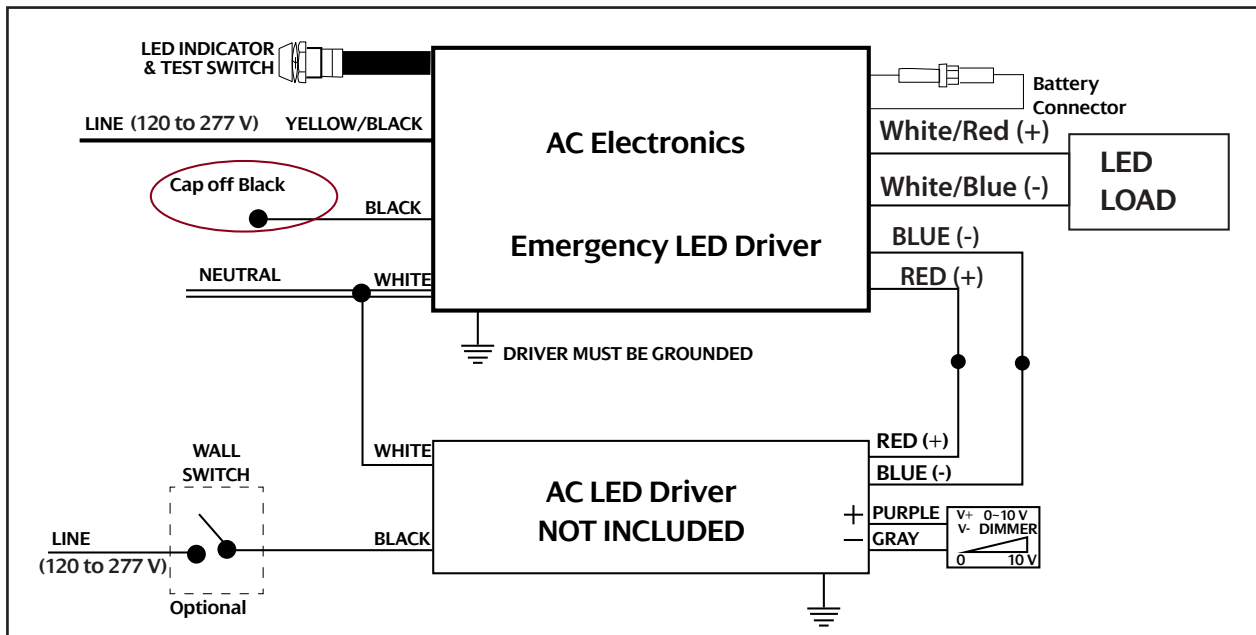 LED INDICATOR
& TEST SWITCH
LINE (120 to 277 V)
YELLOW/BLACK
Cap off Black
BLACK
NEUTRAL
WHITE
AC Electronics
Emergency LED Driver
DRIVER MUST BE GROUNDED
Battery
Connector
White/Red (+)
White/Blue (-)
LED
LOAD
BLUE (-)
RED (+)
WHITE
WALL
SWITCH
LINE
(120 to 277 V)
Optional
BLACK
AC LED Driver
NOT INCLUDED
RED (+)
BLUE (-)
+ PURPLE
− GRAY
V+ 0~10 V
V- DIMMER
0 10 V